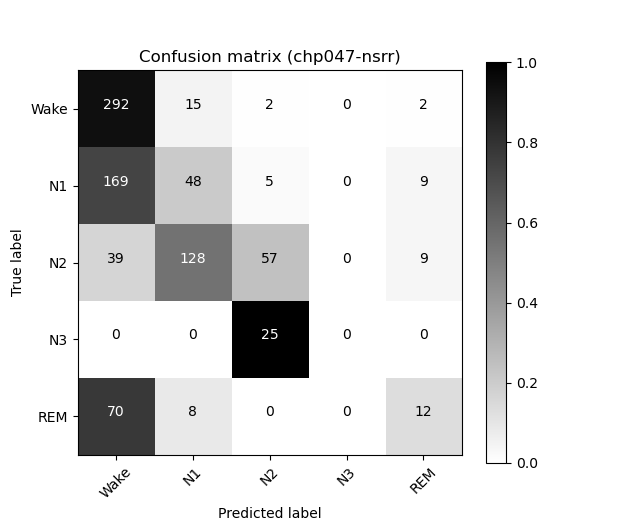 Confusion matrix (chp047-nsrr)
True label
Wake 292 15 2 0 2
N1 169 48 5 0 9
N2 39 128 57 0 9
N3 0 0 25 0 0
REM 70 8 0 0 12
Wake N1 N2 N3 REM
Predicted label
1.0
0.8
0.6
0.4
0.2
0.0